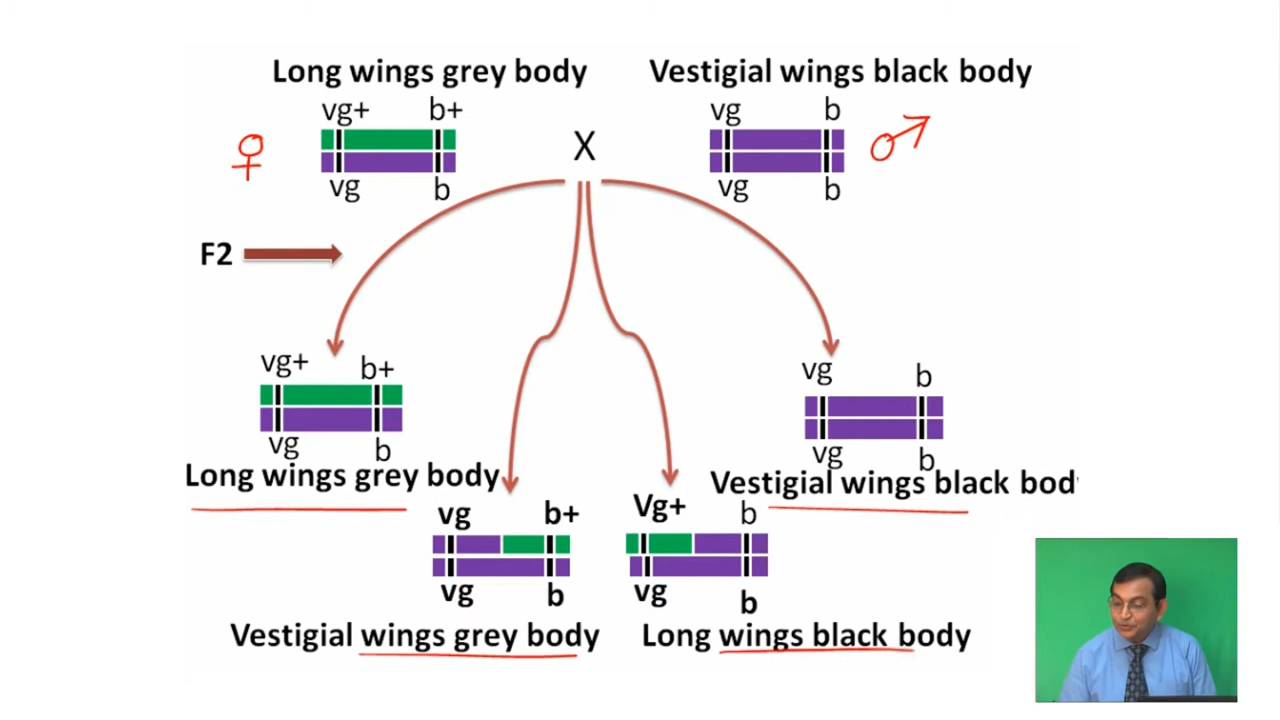 Long wings grey body Vestigial wings black body
vg+ b+ vg b
♀ X ♂
vg b vg b
F2
vg+ b+ vg b
vg b vg b
Long wings grey body Vestigial wings black bod
vg b+ Vg+ b
vg b vg b
Vestigial wings grey body Long wings black body